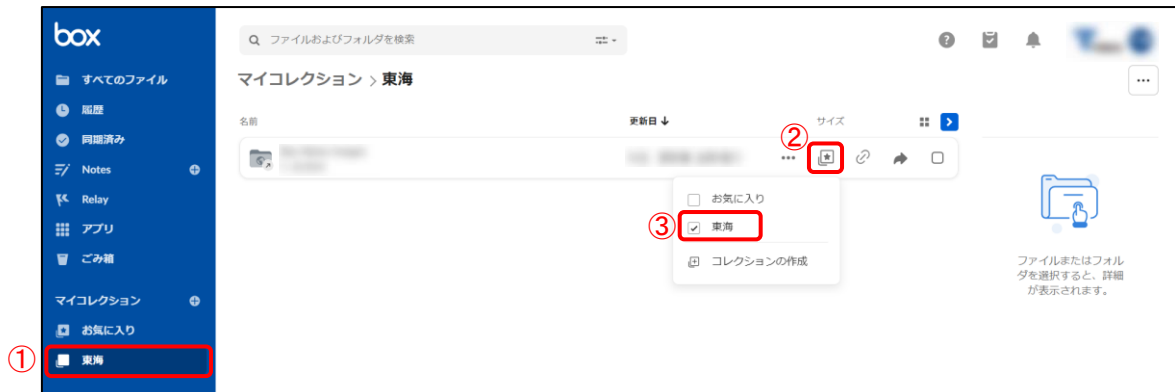 box
ファイルおよびフォルダを検索
すべてのファイル
履歴
同期済み
Notes
Relay
アプリ
ごみ箱
マイコレクション
お気に入り
① 東海
マイコレクション > 東海
名前 更新日 サイズ
②
お気に入り
③ 東海
コレクションの作成
ファイルまたはフォル
ダを選択すると、詳細
が表示されます。